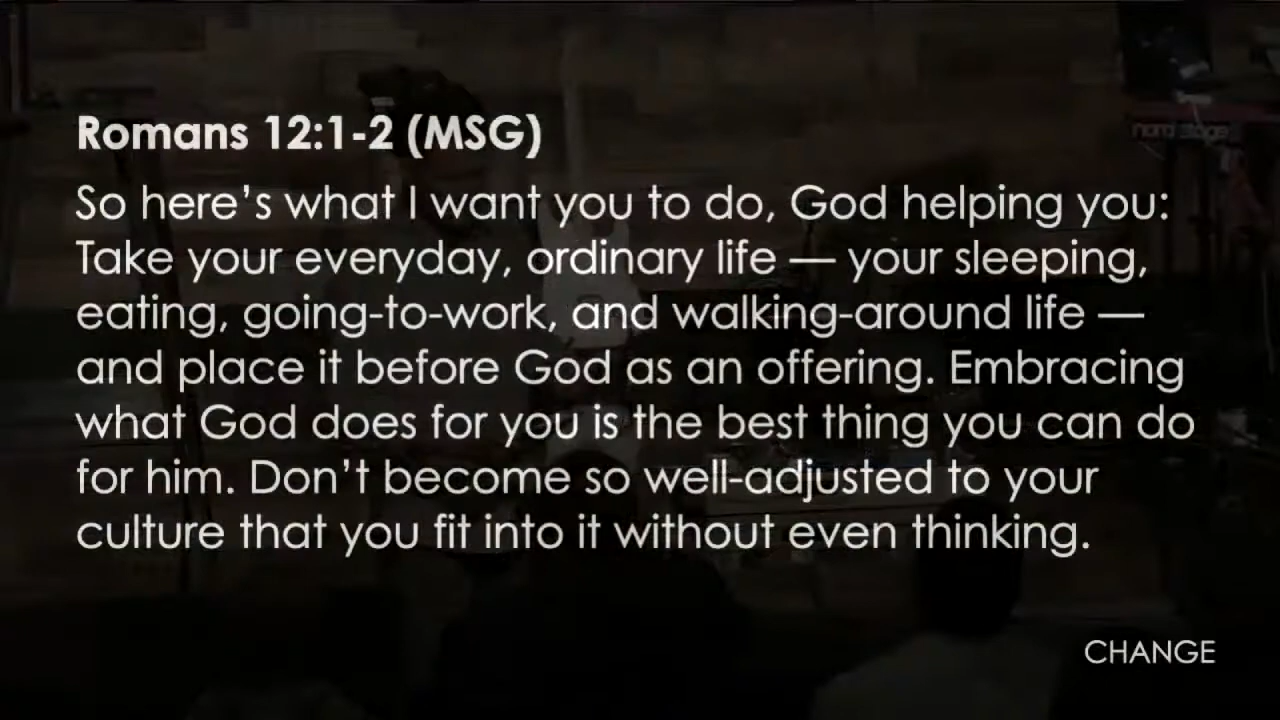 nord stage
Romans 12:1-2 (MSG)
So here’s what I want you to do, God helping you:
Take your everyday, ordinary life — your sleeping,
eating, going-to-work, and walking-around life —
and place it before God as an offering. Embracing
what God does for you is the best thing you can do
for him. Don’t become so well-adjusted to your
culture that you fit into it without even thinking.
CHANGE